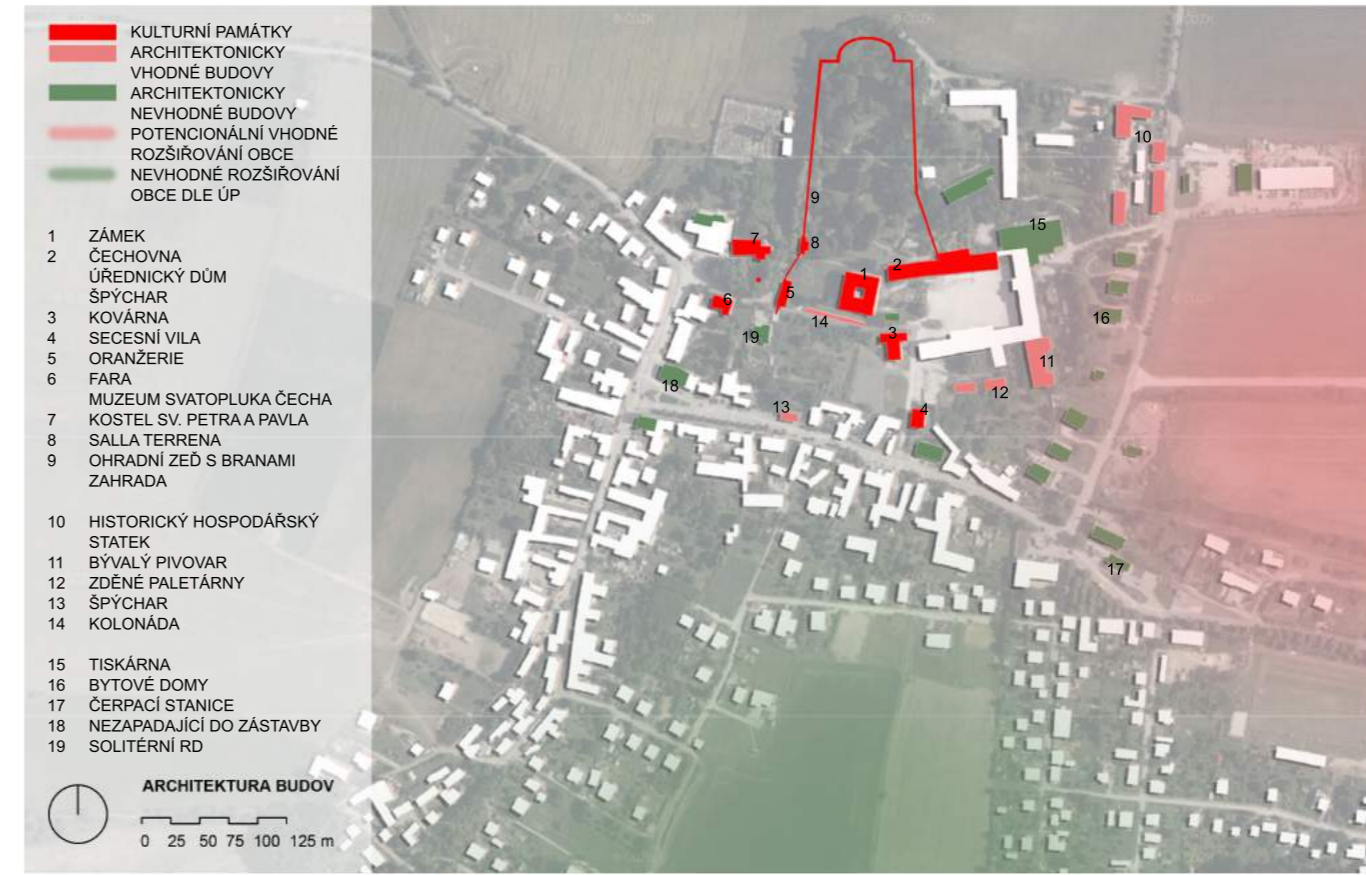 KULTURNÍ PAMÁTKY
ARCHITEKTONICKY
VHODNÉ BUDOVY
ARCHITEKTONICKY
NEVHODNÉ BUDOVY
POTENCIONÁLNÍ VHODNÉ
ROZŠIŘOVÁNÍ OBCE
NEVHODNÉ ROZŠIŘOVÁNÍ
OBCE DLE ÚP
1 ZÁMEK
2 ČECHOVNA
ÚŘEDNICKÝ DŮM
ŠPÝCHAR
3 KOVÁRNA
4 SECESNÍ VILA
5 ORANŽERIE
6 FARA
MUZEUM SVATOPLUKA ČECHA
7 KOSTEL SV. PETRA A PAVLA
8 SALLA TERRENA
9 OHRADNÍ ZEĎ S BRANAMI
ZAHRADA
10 HISTORICKÝ HOSPODÁŘSKÝ
STATEK
11 BÝVALÝ PIVOVAR
12 ZDĚNÉ PALETÁRNY
13 ŠPÝCHAR
14 KOLONÁDA
15 TISKÁRNA
16 BYTOVÉ DOMY
17 ČERPACÍ STANICE
18 NEZAPADAJÍCÍ DO ZÁSTAVBY
19 SOLITÉRNÍ RD
ARCHITEKTURA BUDOV
0 25 50 75 100 125 m
10
9
15
7
8
2
1
5
6
14
16
3
19
11
18
12
13
4
17